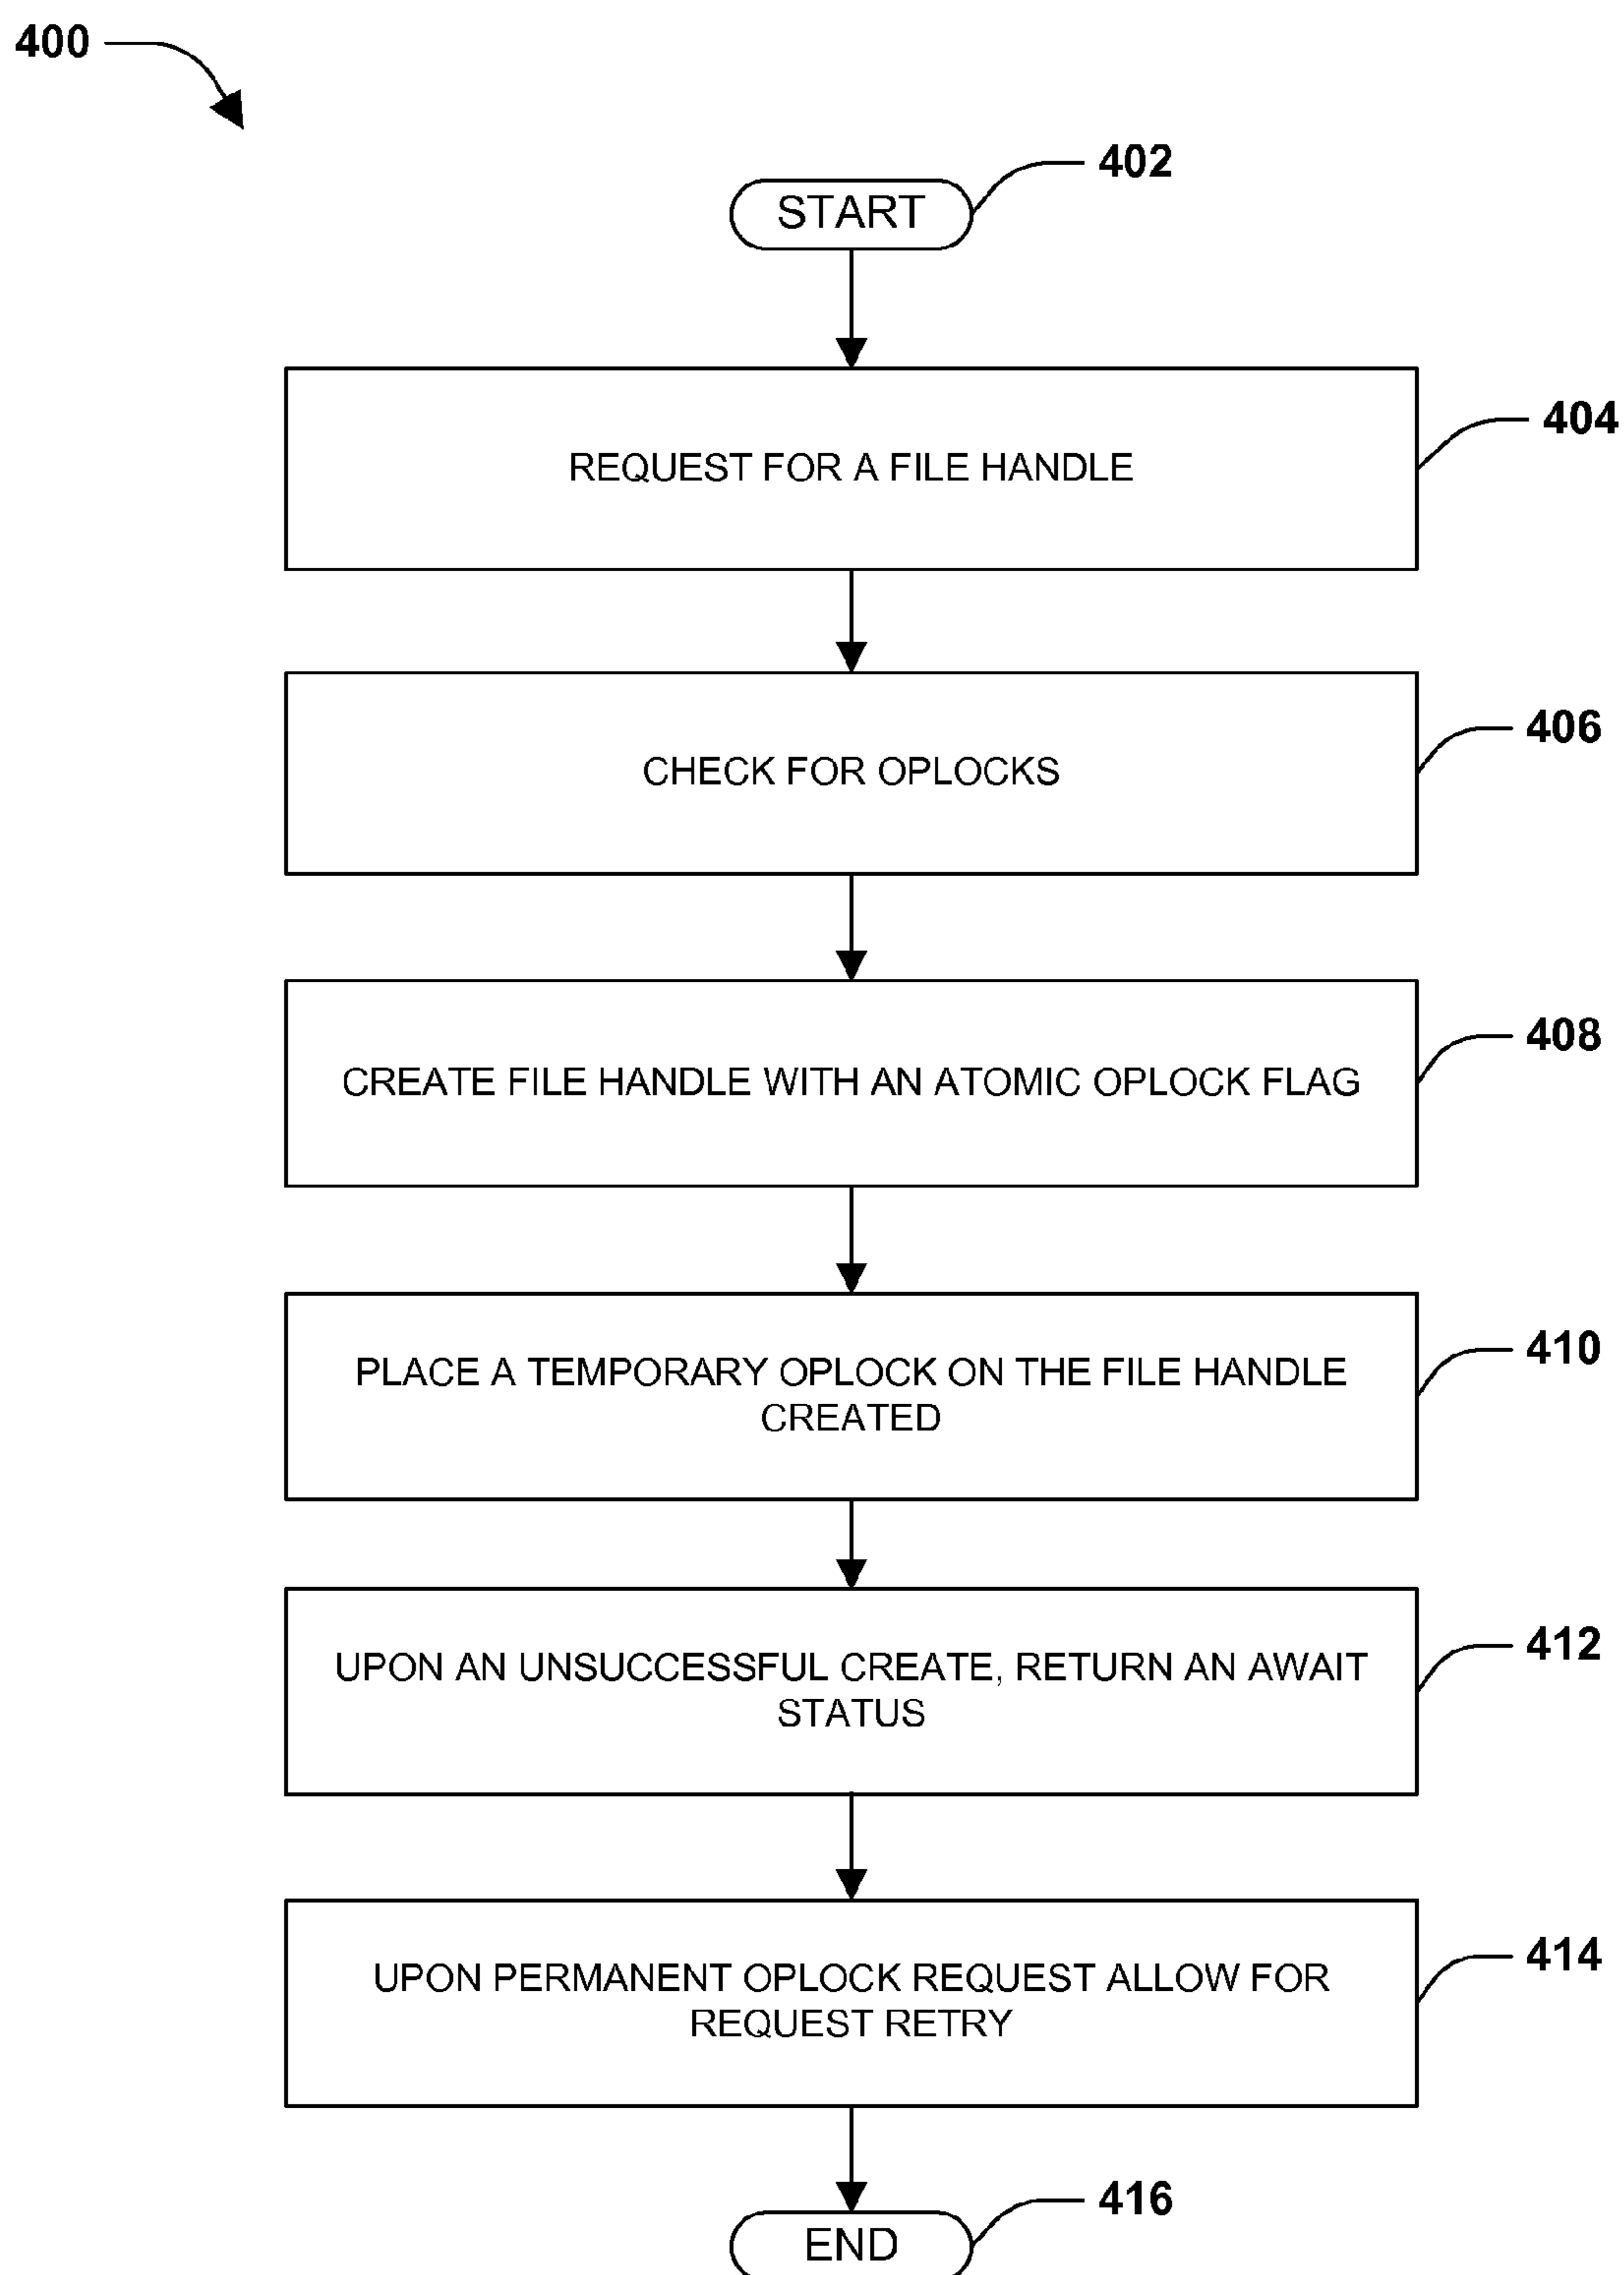 400
402
START
404
REQUEST FOR A FILE HANDLE
406
CHECK FOR OPLOCKS
408
CREATE FILE HANDLE WITH AN ATOMIC OPLOCK FLAG
410
PLACE A TEMPORARY OPLOCK ON THE FILE HANDLE
CREATED
412
UPON AN UNSUCCESSFUL CREATE, RETURN AN AWAIT
STATUS
414
UPON PERMANENT OPLOCK REQUEST ALLOW FOR
REQUEST RETRY
416
END